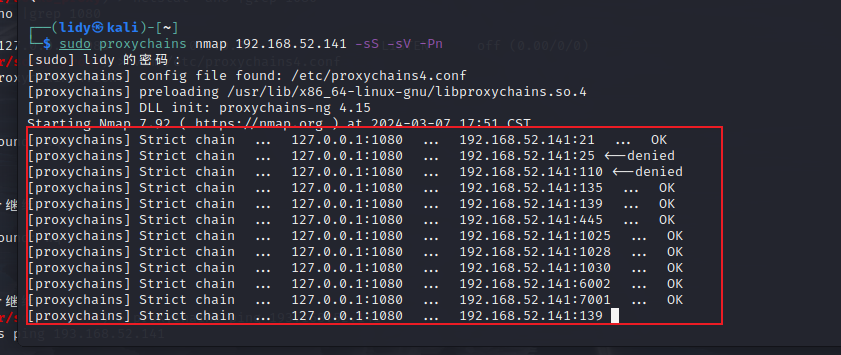 ┌──(lidy㉿kali)-[~]
└─$ sudo proxychains nmap 192.168.52.141 -sS -sV -Pn
[sudo] lidy 的密码：
[proxychains] config file found: /etc/proxychains4.conf
[proxychains] preloading /usr/lib/x86_64-linux-gnu/libproxychains.so.4
[proxychains] DLL init: proxychains-ng 4.15
Starting Nmap 7.92 ( https://nmap.org ) at 2024-03-07 17:51 CST
[proxychains] Strict chain ... 127.0.0.1:1080 ... 192.168.52.141:21 ... OK
[proxychains] Strict chain ... 127.0.0.1:1080 ... 192.168.52.141:25 <--denied
[proxychains] Strict chain ... 127.0.0.1:1080 ... 192.168.52.141:110 <--denied
[proxychains] Strict chain ... 127.0.0.1:1080 ... 192.168.52.141:135 ... OK
[proxychains] Strict chain ... 127.0.0.1:1080 ... 192.168.52.141:139 ... OK
[proxychains] Strict chain ... 127.0.0.1:1080 ... 192.168.52.141:445 ... OK
[proxychains] Strict chain ... 127.0.0.1:1080 ... 192.168.52.141:1025 ... OK
[proxychains] Strict chain ... 127.0.0.1:1080 ... 192.168.52.141:1028 ... OK
[proxychains] Strict chain ... 127.0.0.1:1080 ... 192.168.52.141:1030 ... OK
[proxychains] Strict chain ... 127.0.0.1:1080 ... 192.168.52.141:6002 ... OK
[proxychains] Strict chain ... 127.0.0.1:1080 ... 192.168.52.141:7001 ... OK
[proxychains] Strict chain ... 127.0.0.1:1080 ... 192.168.52.141:139